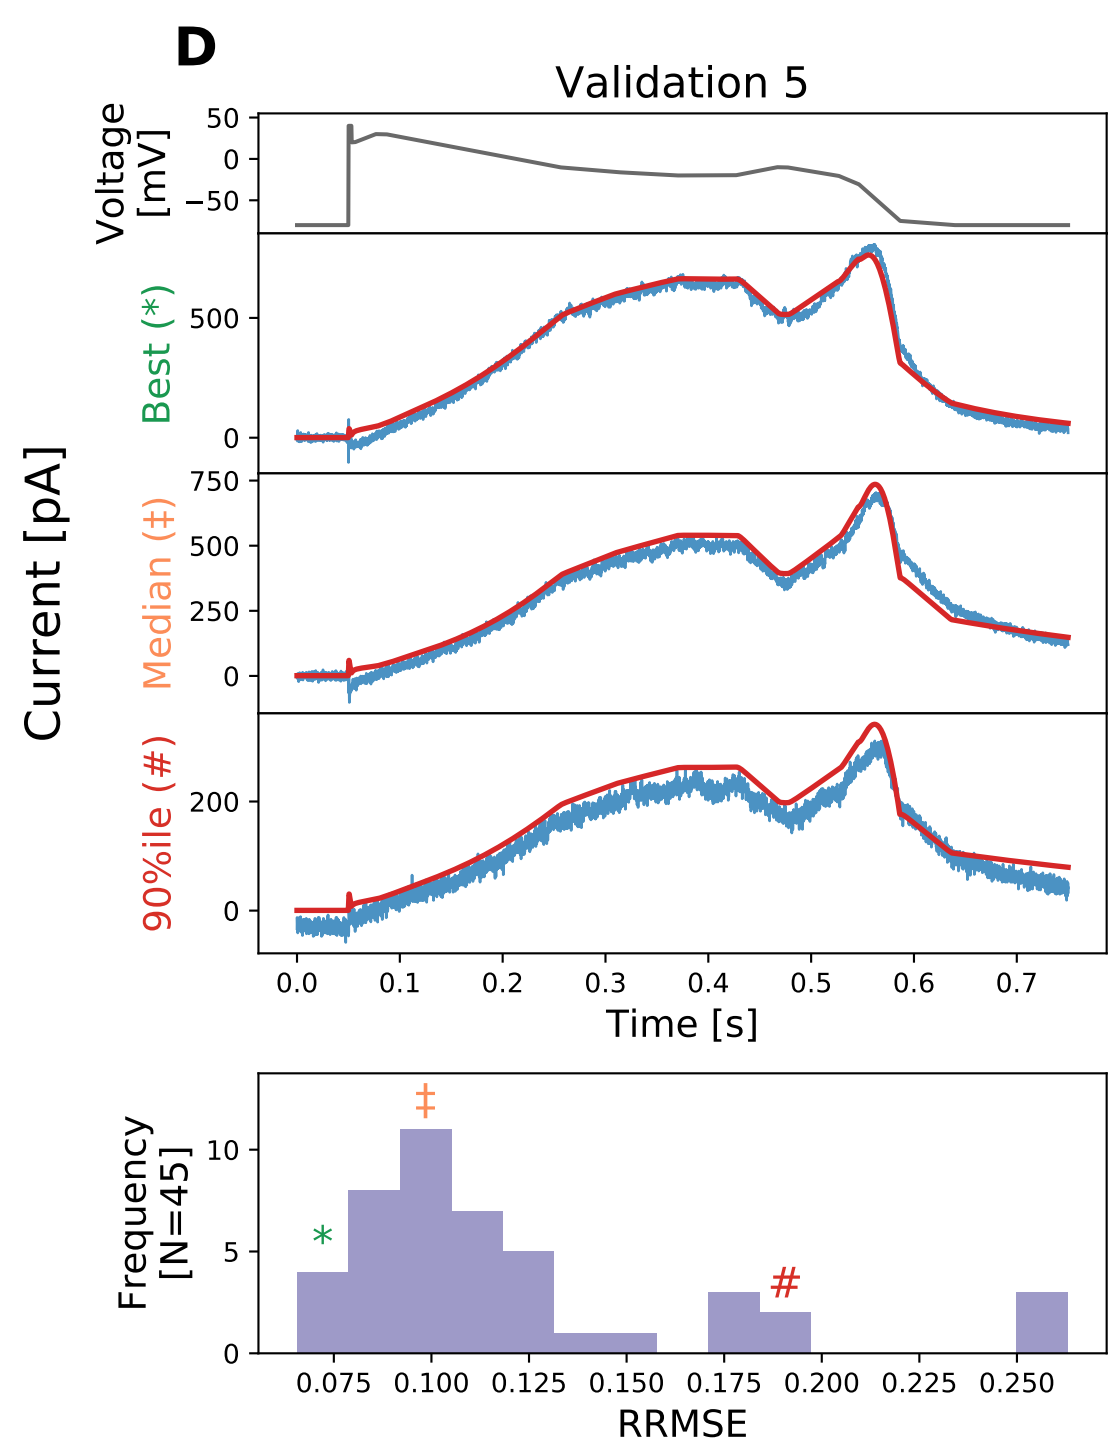 D
Validation 5
Voltage
[mV]
50
0
−50
Current [pA]
Best (*)
500
0
Median (‡)
750
500
250
0
90%ile (#)
200
0
0.0 0.1 0.2 0.3 0.4 0.5 0.6 0.7
Time [s]
Frequency
[N=45]
10
5
0
‡
*
#
0.075 0.100 0.125 0.150 0.175 0.200 0.225 0.250
RRMSE